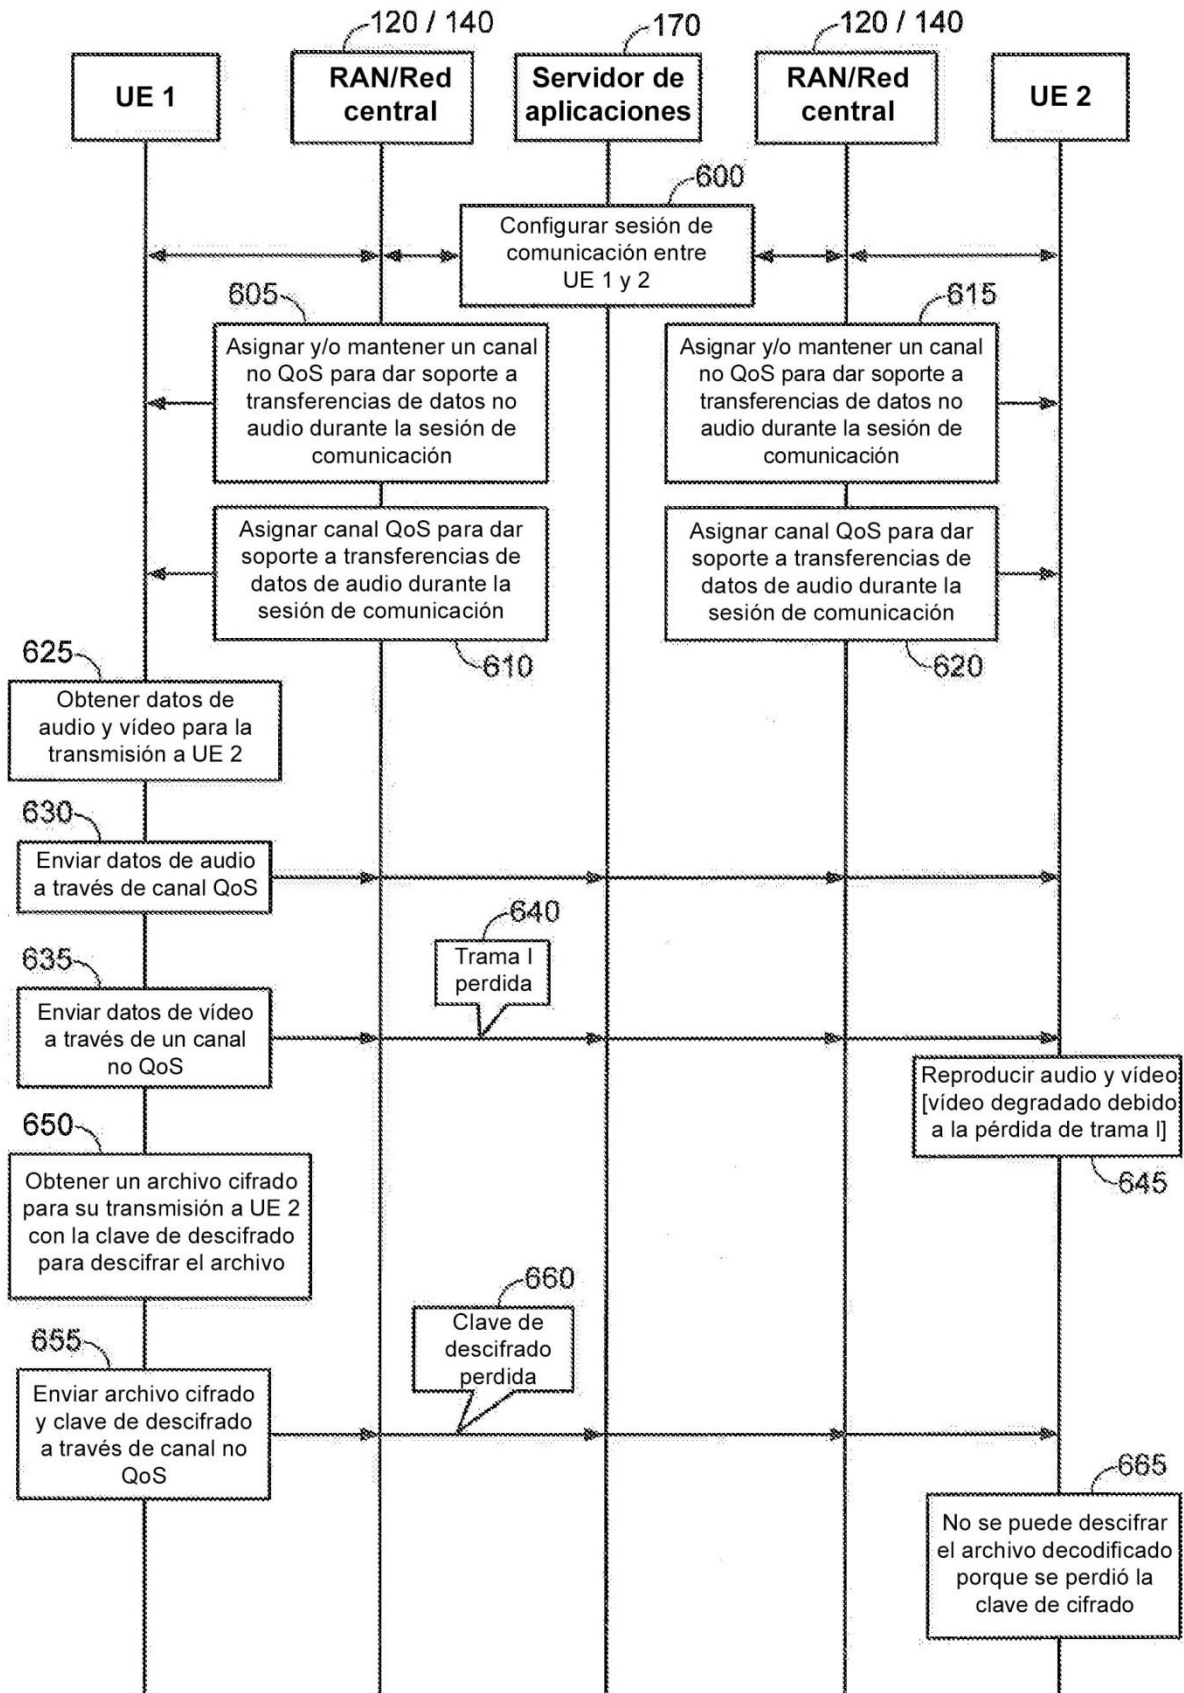 120 / 140
170
120 / 140
UE 1
RAN/Red
central
Servidor de
aplicaciones
RAN/Red
central
UE 2
600
Configurar sesión de
comunicación entre
UE 1 y 2
605
Asignar y/o mantener un canal
no QoS para dar soporte a
transferencias de datos no
audio durante la sesión de
comunicación
615
Asignar y/o mantener un canal
no QoS para dar soporte a
transferencias de datos no
audio durante la sesión de
comunicación
Asignar canal QoS para dar
soporte a transferencias de
datos de audio durante la
sesión de comunicación
610
Asignar canal QoS para dar
soporte a transferencias de
datos de audio durante la
sesión de comunicación
620
625
Obtener datos de
audio y vídeo para la
transmisión a UE 2
630
Enviar datos de audio
a través de canal QoS
640
Trama I
perdida
635
Enviar datos de vídeo
a través de un canal
no QoS
Reproducir audio y vídeo
[vídeo degradado debido
a la pérdida de trama I]
645
650
Obtener un archivo cifrado
para su transmisión a UE 2
con la clave de descifrado
para descifrar el archivo
660
Clave de
descifrado
perdida
655
Enviar archivo cifrado
y clave de descifrado
a través de canal no
QoS
665
No se puede descifrar
el archivo decodificado
porque se perdió la
clave de cifrado